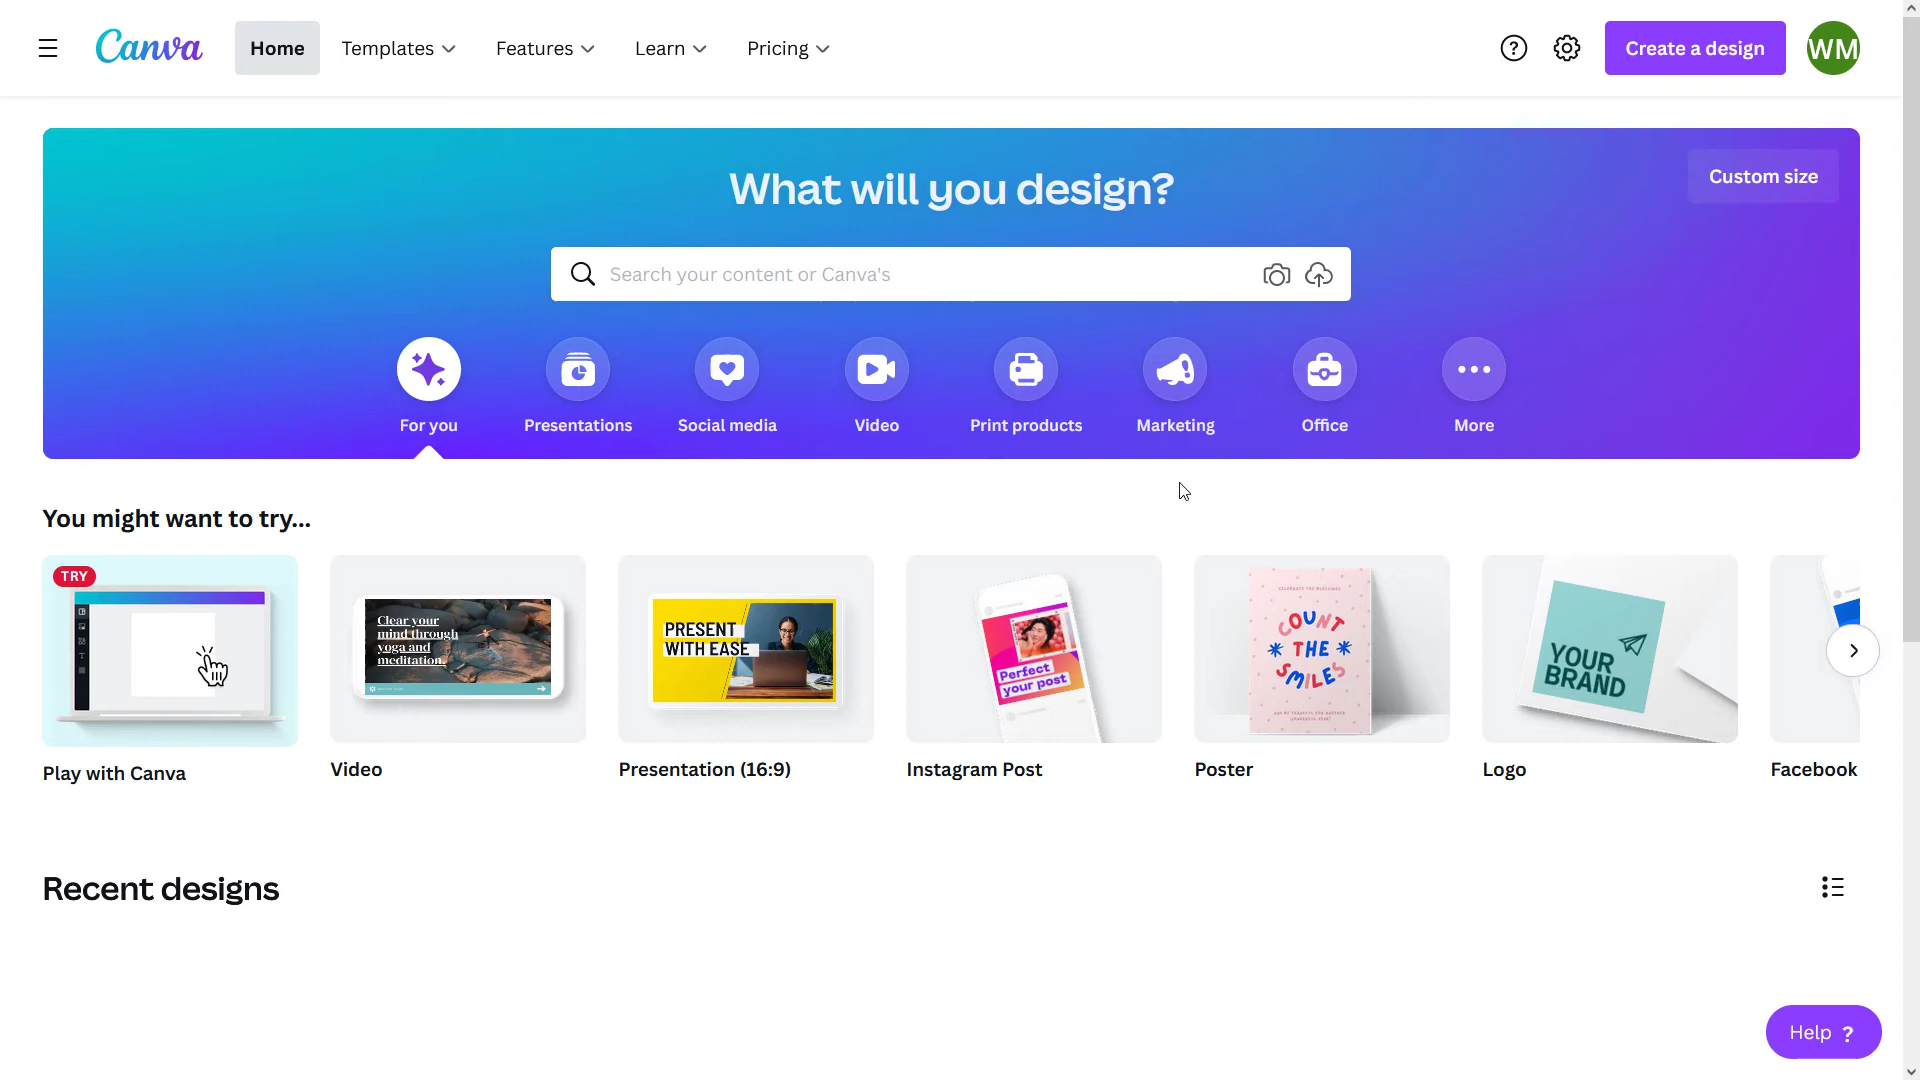 Canva
Home
Templates
Features
Learn
Pricing
?
Create a design
WM
What will you design?
Custom size
Search your content or Canva's
For you
Presentations
Social media
Video
Print products
Marketing
Office
More
You might want to try...
TRY
Clear your
mind through
yoga and
meditation.
PRESENT
WITH EASE
Perfect
your post
COUNT
THE
SMILES
YOUR
BRAND
Play with Canva
Video
Presentation (16:9)
Instagram Post
Poster
Logo
Facebook
Recent designs
Help ?